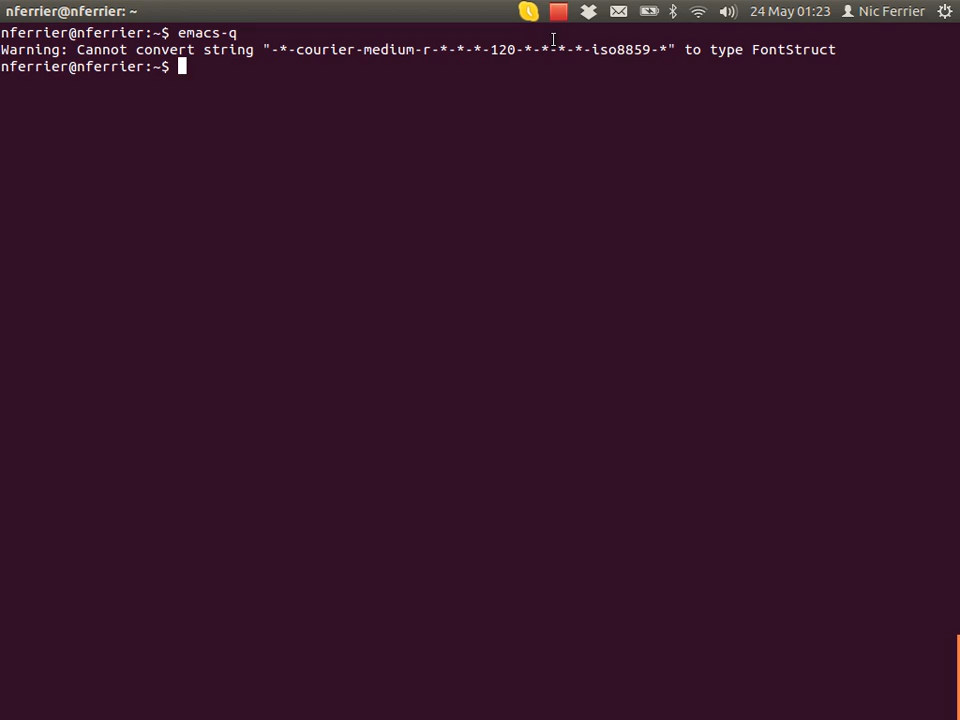 nferrier@nferrier: ~
24 May 01:23
Nic Ferrier
nferrier@nferrier:~$ emacs-q
Warning: Cannot convert string "-*-courier-medium-r-*-*-*-120-*-*-*-*-iso8859-*" to type FontStruct
nferrier@nferrier:~$